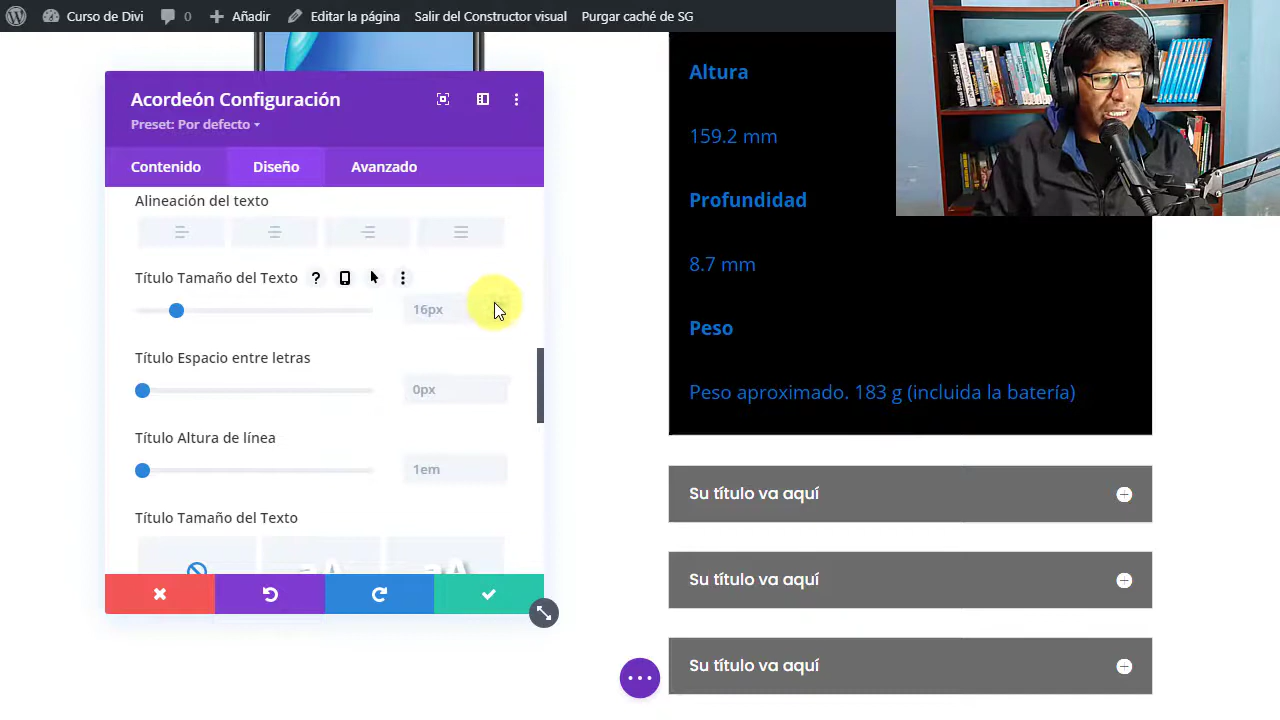 Curso de Divi
0
Añadir
Editar la página
Salir del Constructor visual
Purgar caché de SG
Acordeón Configuración
Preset: Por defecto
Contenido
Diseño
Avanzado
Alineación del texto
Título Tamaño del Texto
?
16px
Título Espacio entre letras
0px
Título Altura de línea
1em
Título Tamaño del Texto
aA
aA
Altura
159.2 mm
Profundidad
8.7 mm
Peso
Peso aproximado. 183 g (incluida la batería)
Su título va aquí
Su título va aquí
Su título va aquí